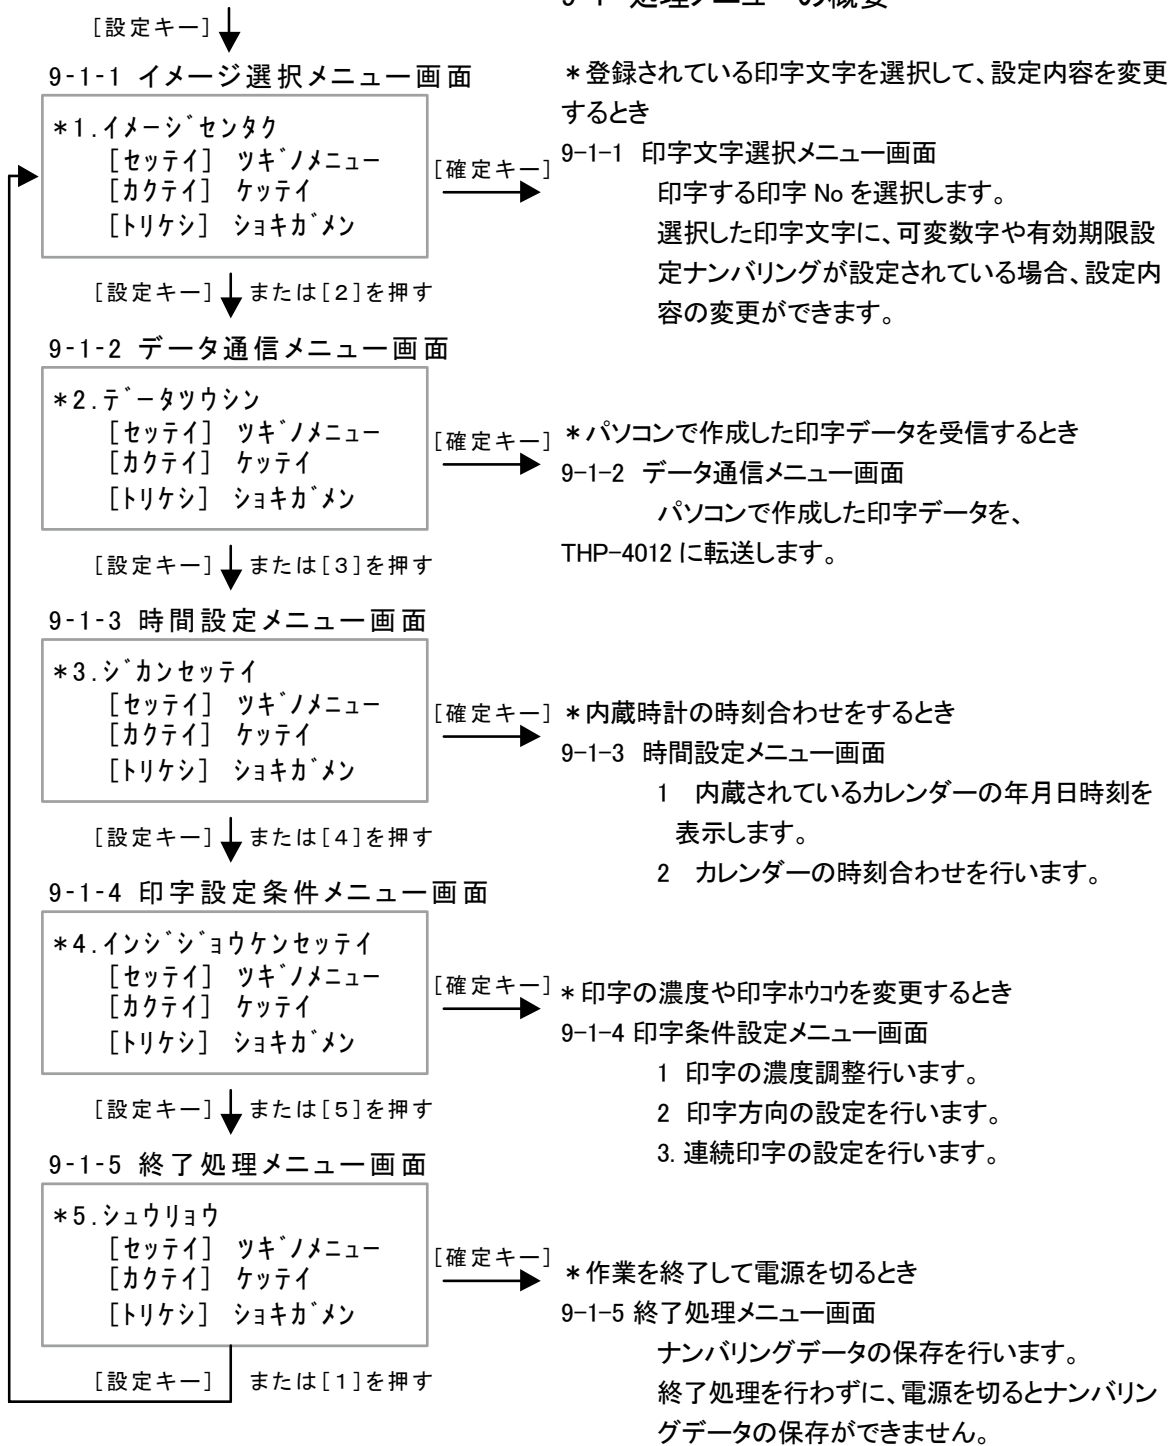 [設定キー]
9-1-1 イメージ選択メニュー画面
*1.イメージセンタク
[セッテイ] ツギノメニュー
[カクテイ] ケッテイ
[トリケシ] ショキガメン
[確定キー]
[設定キー] または[2]を押す
9-1-2 データ通信メニュー画面
*2.データツウシン
[セッテイ] ツギノメニュー
[カクテイ] ケッテイ
[トリケシ] ショキガメン
[確定キー]
[設定キー] または[3]を押す
9-1-3 時間設定メニュー画面
*3.ジカンセッテイ
[セッテイ] ツギノメニュー
[カクテイ] ケッテイ
[トリケシ] ショキガメン
[確定キー]
[設定キー] または[4]を押す
9-1-4 印字設定条件メニュー画面
*4.インジジョウケンセッテイ
[セッテイ] ツギノメニュー
[カクテイ] ケッテイ
[トリケシ] ショキガメン
[確定キー]
[設定キー] または[5]を押す
9-1-5 終了処理メニュー画面
*5.シュウリョウ
[セッテイ] ツギノメニュー
[カクテイ] ケッテイ
[トリケシ] ショキガメン
[確定キー]
[設定キー] または[1]を押す
9-1 処理メニューの概要
*登録されている印字文字を選択して、設定内容を変更
するとき
9-1-1 印字文字選択メニュー画面
印字する印字 No を選択します。
選択した印字文字に、可変数字や有効期限設
定ナンバリングが設定されている場合、設定内
容の変更ができます。
*パソコンで作成した印字データを受信するとき
9-1-2 データ通信メニュー画面
パソコンで作成した印字データを、
THP-4012 に転送します。
*内蔵時計の時刻合わせをするとき
9-1-3 時間設定メニュー画面
1 内蔵されているカレンダーの年月日時刻を
表示します。
2 カレンダーの時刻合わせを行います。
*印字の濃度や印字ホウコウを変更するとき
9-1-4 印字条件設定メニュー画面
1 印字の濃度調整行います。
2 印字方向の設定を行います。
3.連続印字の設定を行います。
*作業を終了して電源を切るとき
9-1-5 終了処理メニュー画面
ナンバリングデータの保存を行います。
終了処理を行わずに、電源を切るとナンバリン
グデータの保存ができません。